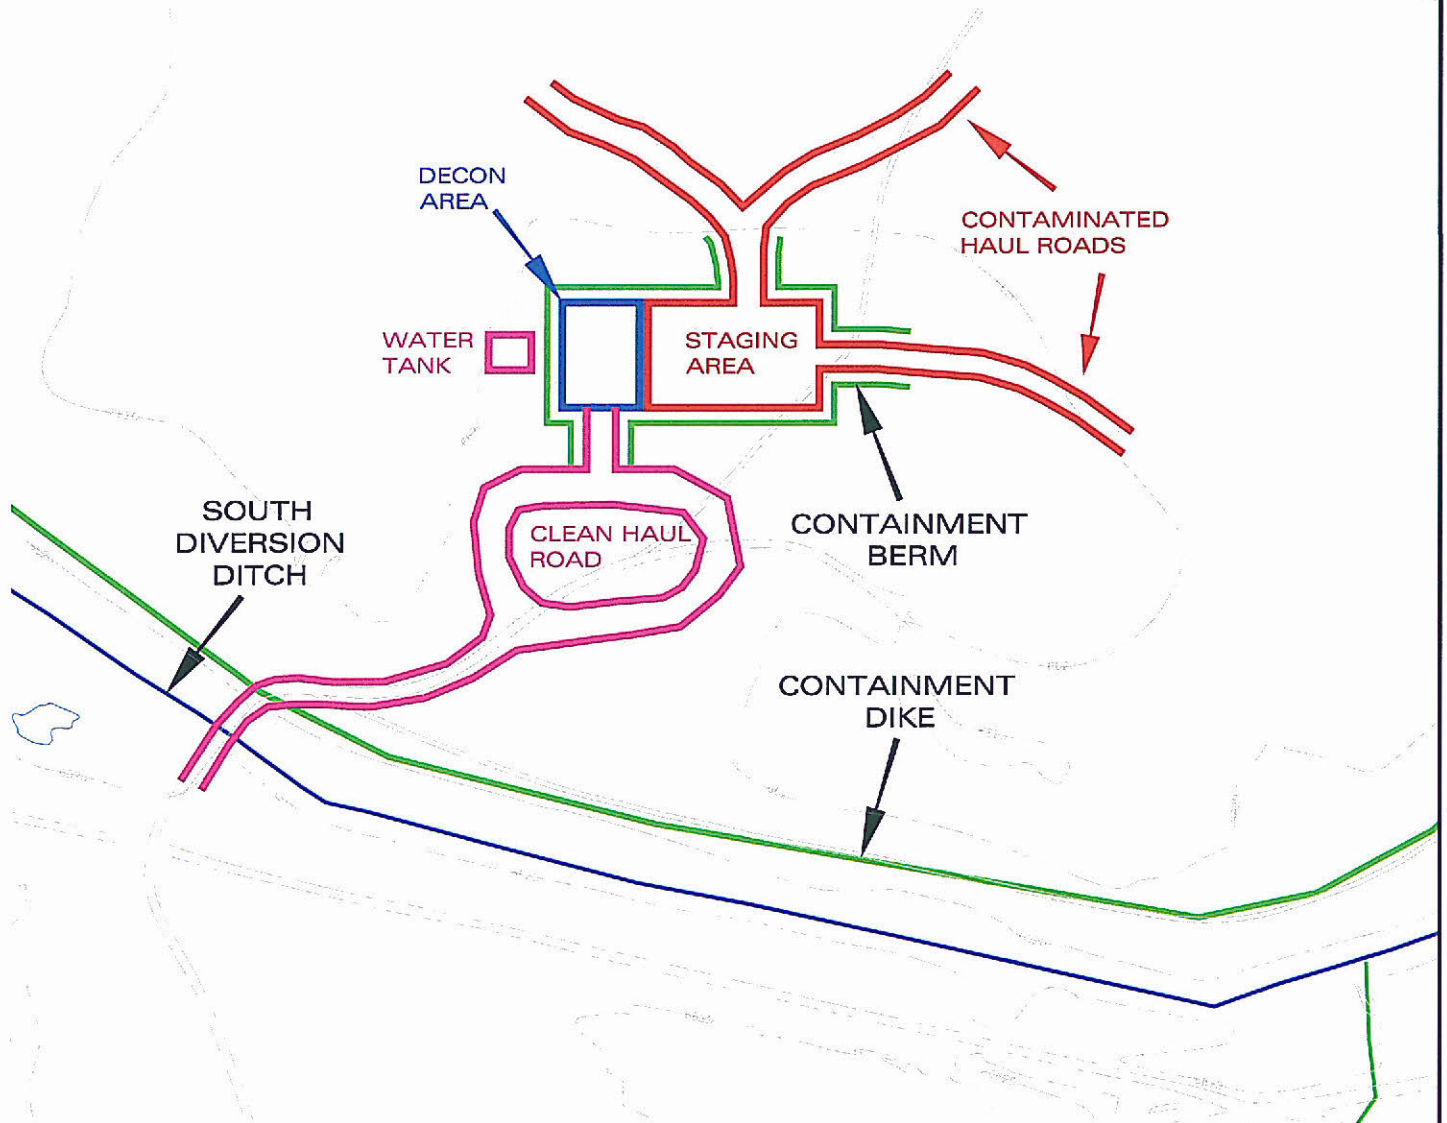 DECON
AREA
CONTAMINATED
HAUL ROADS
WATER
TANK
STAGING
AREA
SOUTH
DIVERSION
DITCH
CLEAN HAUL
ROAD
CONTAINMENT
BERM
CONTAINMENT
DIKE